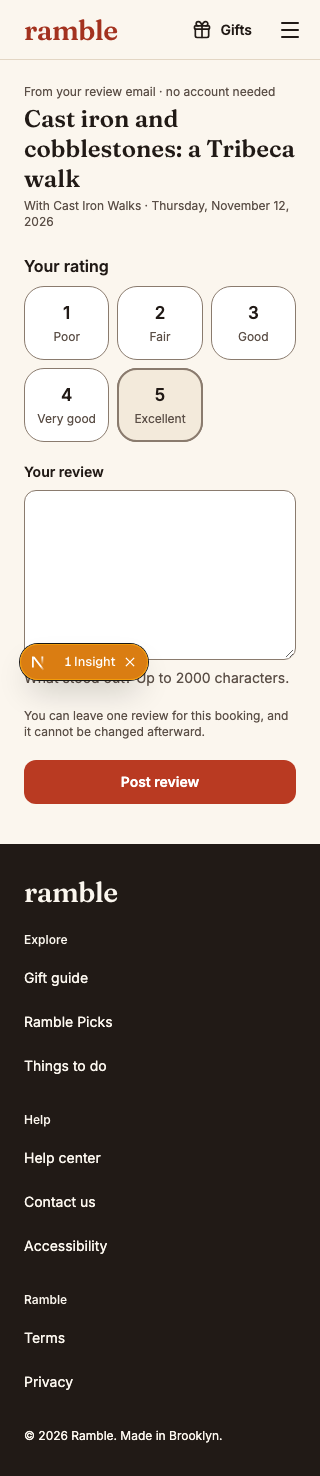 ramble
Gifts
From your review email · no account needed
Cast iron and
cobblestones: a Tribeca
walk
With Cast Iron Walks · Thursday, November 12,
2026
Your rating
1
Poor
2
Fair
3
Good
4
Very good
5
Excellent
Your review
1 Insight
Up to 2000 characters.
You can leave one review for this booking, and
it cannot be changed afterward.
Post review
ramble
Explore
Gift guide
Ramble Picks
Things to do
Help
Help center
Contact us
Accessibility
Ramble
Terms
Privacy
© 2026 Ramble. Made in Brooklyn.